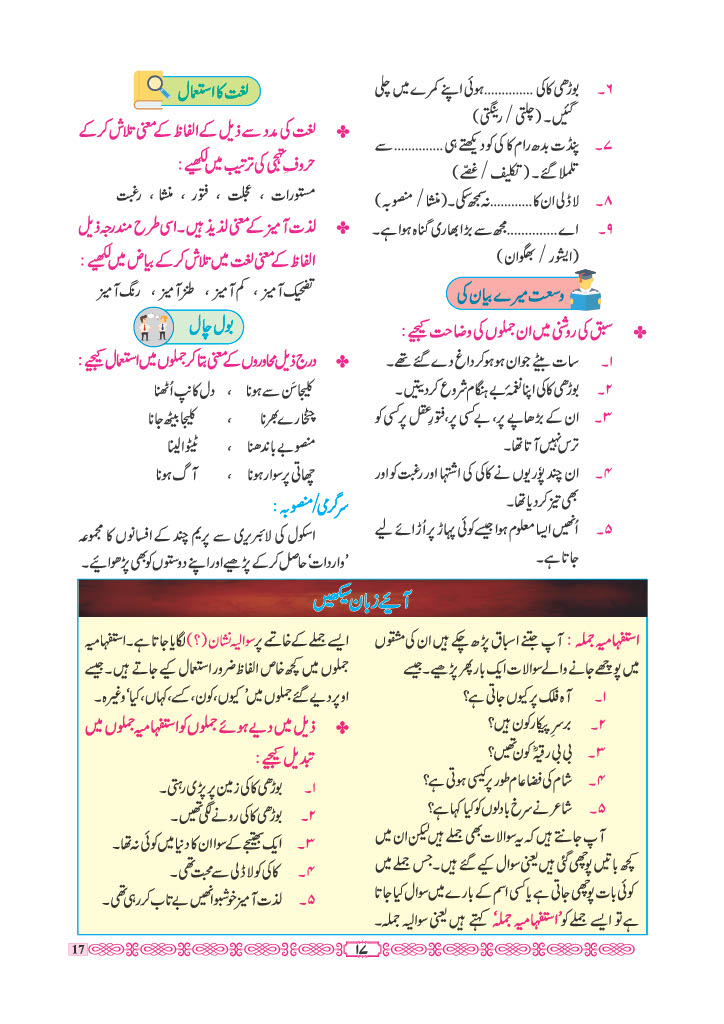 ۶۔ بوڑھی کاکی ..............ہوئی اپنے کمرے میں چلی
گئیں۔ (چلتی / رینگتی)
۷۔ پنڈت بدھ رام کاکی کو دیکھتے ہی .............. سے
تلملا گئے۔ (تکلیف / غصّے)
۸۔ لاڈلی ان کا............نہ سمجھ سکی۔ (منشا / منصوبہ)
۹۔ اے..............مجھ سے بڑا بھاری گناہ ہوا ہے۔
(ایشور / بھگوان)
وسعت میرے بیان کی
❖ سبق کی روشنی میں ان جملوں کی وضاحت کیجیے :
۱۔ سات بیٹے جوان ہو ہو کر داغ دے گئے تھے۔
۲۔ بوڑھی کاکی اپنا نغمۂ بے ہنگام شروع کر دیتیں۔
۳۔ ان کے بڑھاپے پر، بے کسی پر، فتورِ عقل پر کسی کو
ترس نہیں آتا تھا۔
۴۔ ان چند پوٗریوں نے کاکی کی اشتہا اور رغبت کو اور
بھی تیز کر دیا تھا۔
۵۔ اُنھیں ایسا معلوم ہوا جیسے کوئی پہاڑ پر اُڑائے لیے
جاتا ہے۔
لغت کا استعمال
❖ لغت کی مدد سے ذیل کے الفاظ کے معنی تلاش کر کے
حروفِ تہجی کی ترتیب میں لکھیے :
مستورات ، عجلت ، فتور ، منشا ، رغبت
❖ لذت آمیز کے معنی لذیذ ہیں۔ اسی طرح مندرجہ ذیل
الفاظ کے معنی لغت میں تلاش کر کے بیاض میں لکھیے :
تضحیک آمیز ، کم آمیز ، طنز آمیز ، رنگ آمیز
بول چال
❖ درج ذیل محاوروں کے معنی بتا کر جملوں میں استعمال کیجیے :
کلیجا سَن سے ہونا ، دل کانپ اُٹھنا
چٹخارے بھرنا ، کلیجا بیٹھ جانا
منصوبے باندھنا ، ٹیٹوا لینا
چھاتی پر سوار ہونا ، آگ ہونا
سرگرمی/منصوبہ :
اسکول کی لائبریری سے پریم چند کے افسانوں کا مجموعہ
’واردات‘ حاصل کر کے پڑھیے اور اپنے دوستوں کو بھی پڑھوائیے۔
آئیے زبان سیکھیں
استفہامیہ جملہ : آپ جتنے اسباق پڑھ چکے ہیں ان کی مشقوں
میں پوچھے جانے والے سوالات ایک بار پھر پڑھیے۔ جیسے
۱۔ آہ فلک پر کیوں جاتی ہے؟
۲۔ برسرِ پیکار کون ہیں؟
۳۔ بی بی رقیہؓ کون تھیں؟
۴۔ شام کی فضا عام طور پر کیسی ہوتی ہے؟
۵۔ شاعر نے سرخ بادلوں کو کیا کہا ہے؟
آپ جانتے ہیں کہ یہ سوالات بھی جملے ہیں لیکن ان میں
کچھ باتیں پوچھی گئی ہیں یعنی سوال کیے گئے ہیں۔ جس جملے میں
کوئی بات پوچھی جاتی ہے یا کسی اسم کے بارے میں سوال کیا جاتا
ہے تو ایسے جملے کو ’استفہامیہ جملہ‘ کہتے ہیں یعنی سوالیہ جملہ۔
ایسے جملے کے خاتمے پر سوالیہ نشان (؟) لگایا جاتا ہے۔ استفہامیہ
جملوں میں کچھ خاص الفاظ ضرور استعمال کیے جاتے ہیں۔ جیسے
اوپر دیے گئے جملوں میں ’کیوں، کون، کسے، کہاں، کیا‘ وغیرہ۔
❖ ذیل میں دیے ہوئے جملوں کو استفہامیہ جملوں میں
تبدیل کیجیے :
۱۔ بوڑھی کاکی زمین پر پڑی رہتی۔
۲۔ بوڑھی کاکی رونے لگی تھیں۔
۳۔ ایک بھتیجے کے سوا ان کا دنیا میں کوئی نہ تھا۔
۴۔ کاکی کو لاڈلی سے محبت تھی۔
۵۔ لذت آمیز خوشبو انھیں بے تاب کر رہی تھی۔
17
۱۷